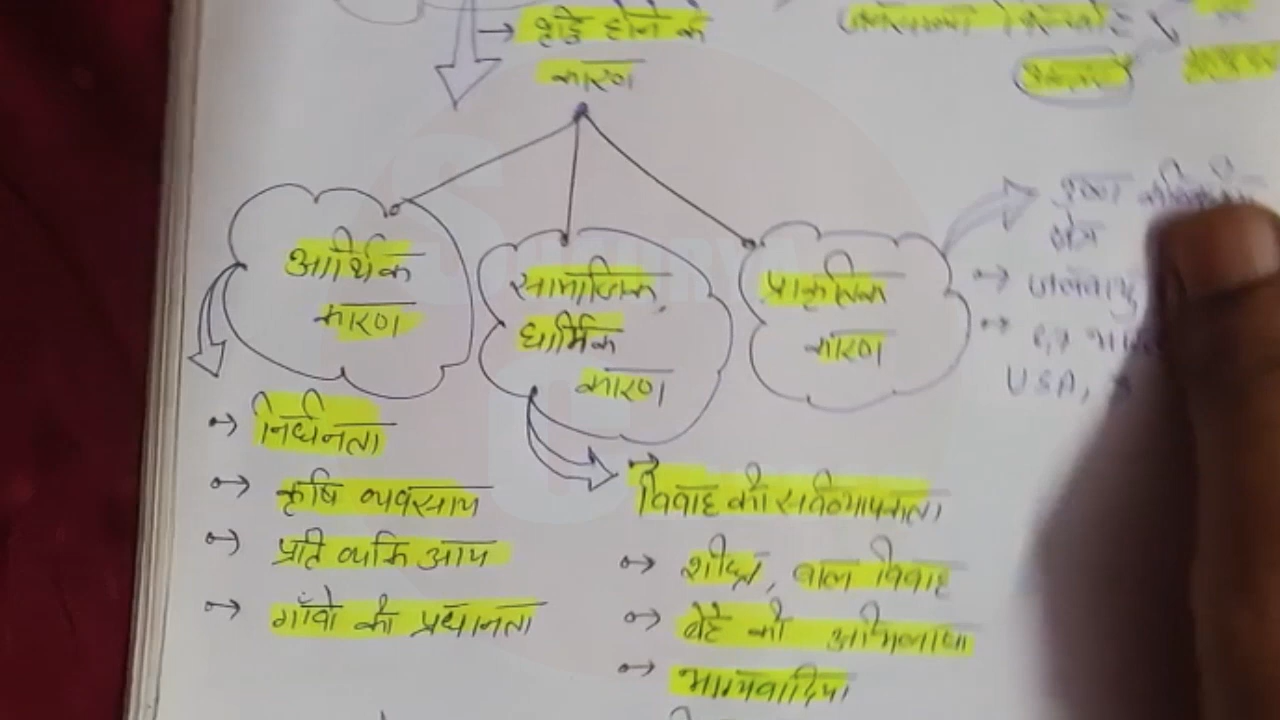 → वृद्धि होने के
कारण
जनसंख्या विस्फोट
आर्थिक
कारण
सामाजिक,
धार्मिक
कारण
प्राकृतिक
कारण
क्षेत्र
→ जलवायु
USA,
→ निर्धनता
→ कृषि व्यवसाय
→ प्रति व्यक्ति आय
→ गाँवो की प्रधानता
→ विवाह की सर्वव्यापकता
→ शीघ्र, बाल विवाह
→ बेटे की अभिलाषा
→ भाग्यवादिता